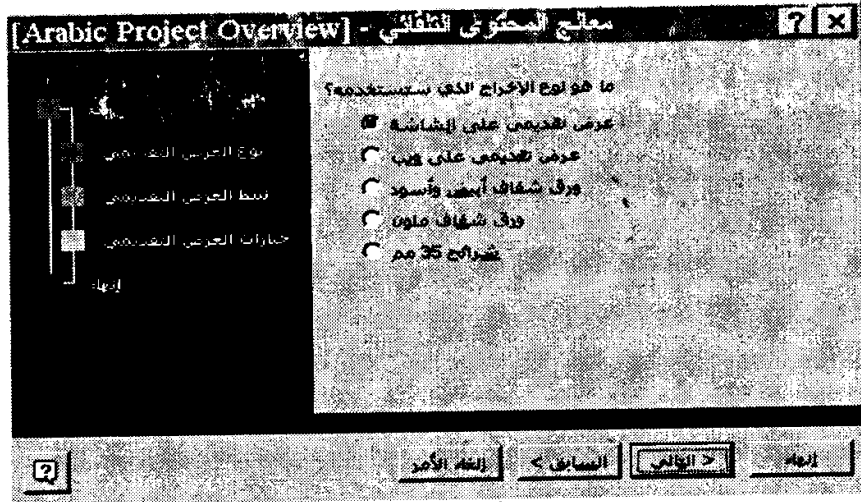 معالج المحتوى التلقائي - [Arabic Project Overview]
ما هو نوع الإخراج الذي ستستخدمه؟
عرض تقديمي على الشاشة
عرض تقديمي على ويب
ورق شفاف أبيض وأسود
ورق شفاف ملون
شرائح 35 مم
نوع العرض التقديمي
نمط العرض التقديمي
خيارات العرض التقديمي
إنهاء
إلغاء الأمر
السابق >
< التالي
إنهاء